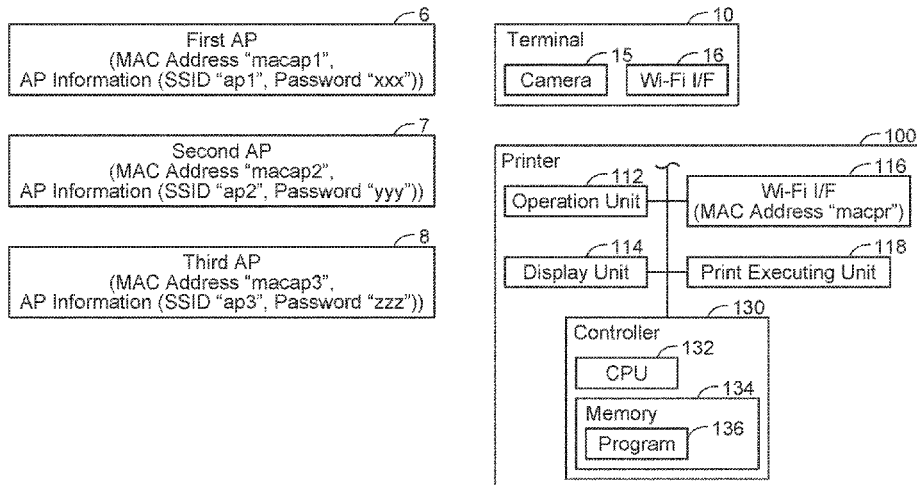 6
First AP
(MAC Address “macap1”,
AP Information (SSID “ap1”, Password “xxx”))
7
Second AP
(MAC Address “macap2”,
AP Information (SSID “ap2”, Password “yyy”))
8
Third AP
(MAC Address “macap3”,
AP Information (SSID “ap3”, Password “zzz”))
10
Terminal
15
16
Camera
Wi-Fi I/F
100
Printer
112
116
Operation Unit
Wi-Fi I/F
(MAC Address “macpr”)
114
118
Display Unit
Print Executing Unit
130
Controller
132
CPU
134
Memory
136
Program